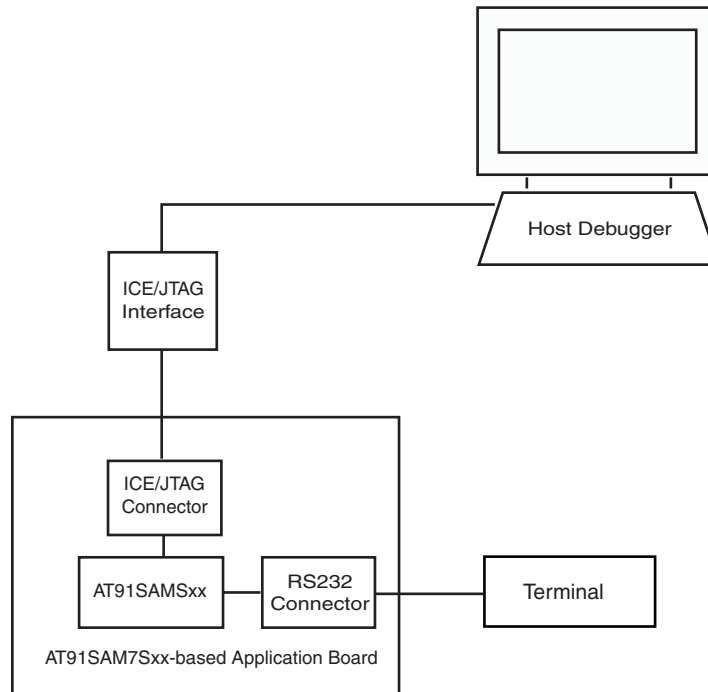 Host Debugger
ICE/JTAG
Interface
ICE/JTAG
Connector
AT91SAMSxx
RS232
Connector
Terminal
AT91SAM7Sxx-based Application Board